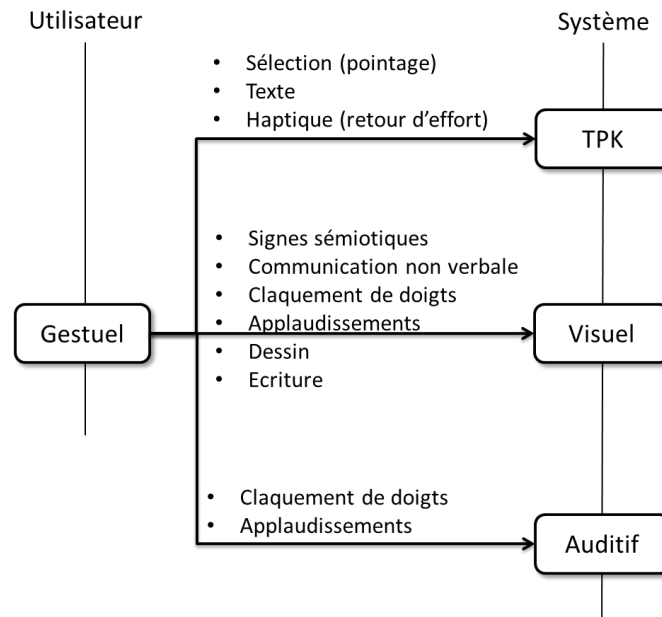 Utilisateur
Système
• Sélection (pointage)
• Texte
• Haptique (retour d'effort)
TPK
• Signes sémiotiques
• Communication non verbale
• Claquement de doigts
• Applaudissements
• Dessin
• Ecriture
Gestuel
Visuel
• Claquement de doigts
• Applaudissements
Auditif